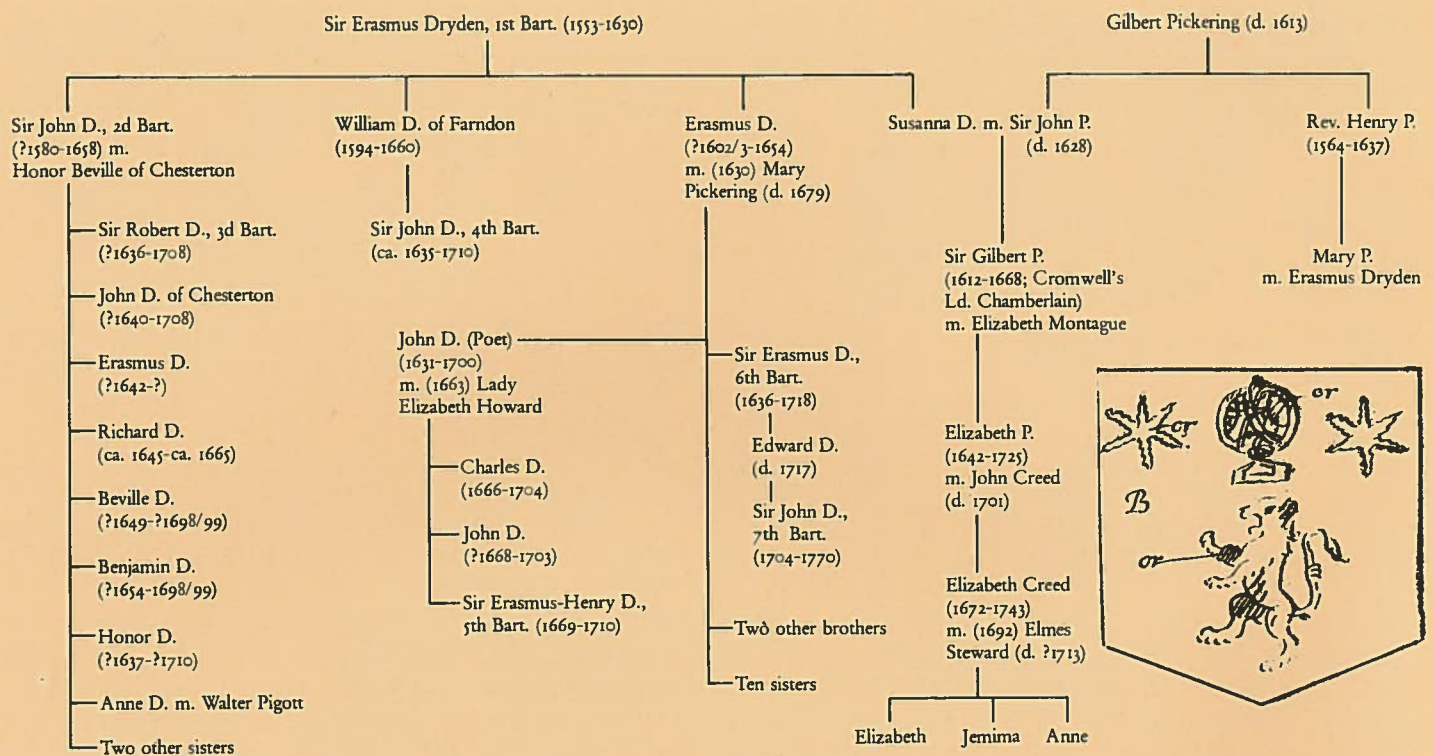 Sir Erasmus Dryden, 1st Bart. (1553-1630)
Gilbert Pickering (d. 1613)
Sir John D., 2d Bart.
(?1580-1658) m.
Honor Beville of Chesterton
William D. of Farndon
(1594-1660)
Erasmus D.
(?1602/3-1654)
m. (1630) Mary
Pickering (d. 1679)
Susanna D. m. Sir John P.
(d. 1628)
Rev. Henry P.
(1564-1637)
Sir Robert D., 3d Bart.
(?1636-1708)
John D. of Chesterton
(?1640-1708)
Erasmus D.
(?1642-?)
Richard D.
(ca. 1645-ca. 1665)
Beville D.
(?1649-?1698/99)
Benjamin D.
(?1654-1698/99)
Honor D.
(?1637-?1710)
Anne D. m. Walter Pigott
Two other sisters
Sir John D., 4th Bart.
(ca. 1635-1710)
John D. (Poet)
(1631-1700)
m. (1663) Lady
Elizabeth Howard
Charles D.
(1666-1704)
John D.
(?1668-1703)
Sir Erasmus-Henry D.,
5th Bart. (1669-1710)
Sir Erasmus D.,
6th Bart.
(1636-1718)
Edward D.
(d. 1717)
Sir John D.,
7th Bart.
(1704-1770)
Twò other brothers
Ten sisters
Sir Gilbert P.
(1612-1668; Cromwell's
Ld. Chamberlain)
m. Elizabeth Montague
Elizabeth P.
(1642-1725)
m. John Creed
(d. 1701)
Elizabeth Creed
(1672-1743)
m. (1692) Elmes
Steward (d. ?1713)
Elizabeth Jemima Anne
Mary P.
m. Erasmus Dryden
or
or
B
or